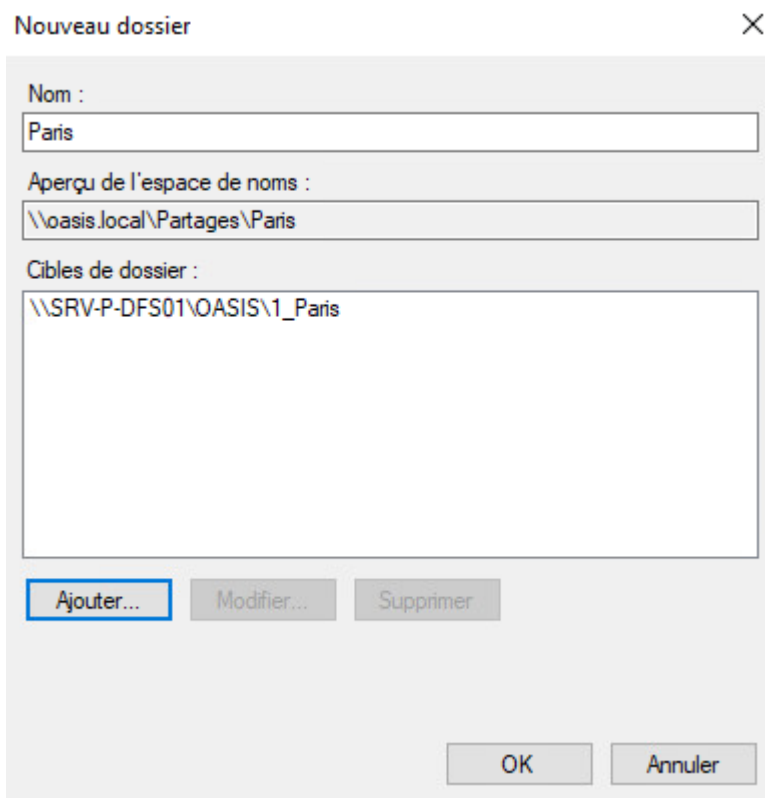 Nouveau dossier
Nom :
Paris
Aperçu de l'espace de noms :
\\oasis.local\Partages\Paris
Cibles de dossier :
\\SRV-P-DFS01\OASIS\1_Paris
Ajouter... Modifier... Supprimer
OK Annuler